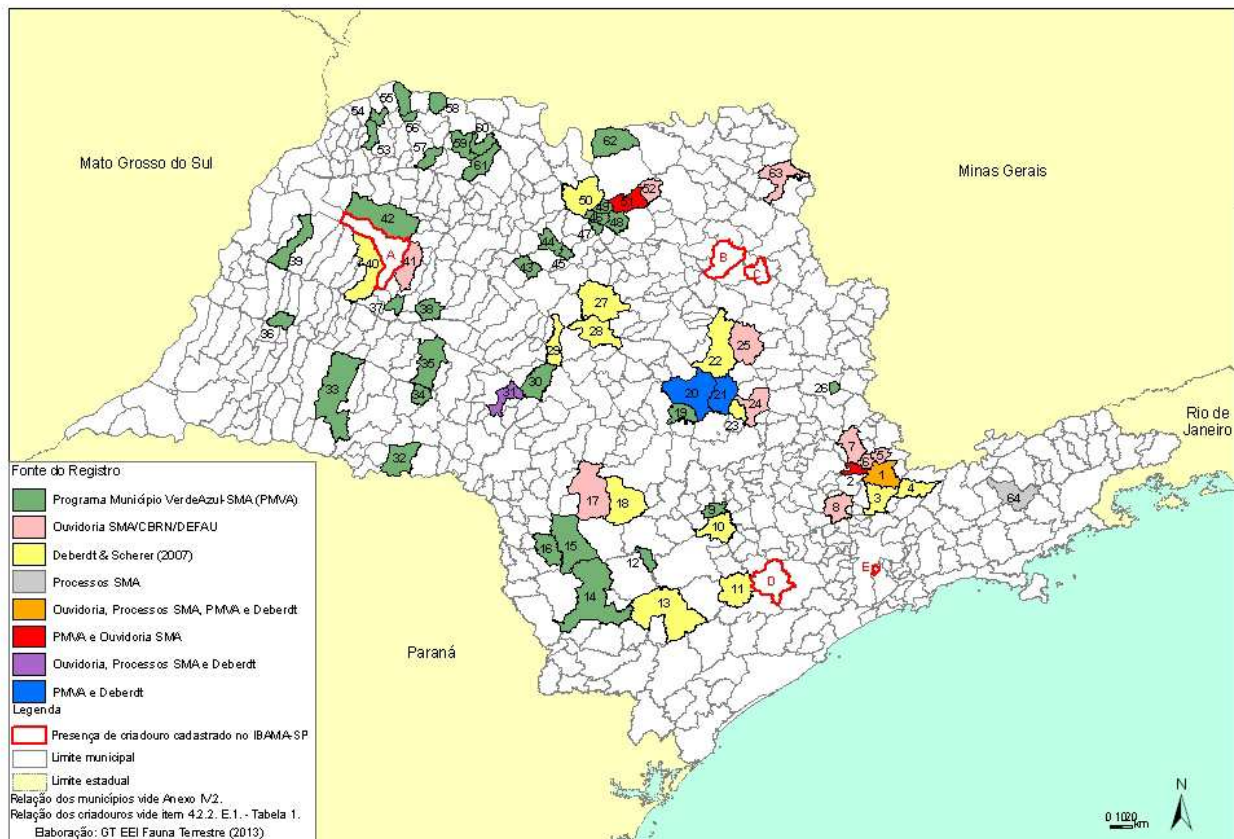 Mato Grosso do Sul
Minas Gerais
Rio de
Janeiro
Paraná
55
58
54
56
60
53
57
59
61
62
63
52
51
50
49
46
47
48
42
A
41
40
39
44
45
43
B
C
37
38
36
27
28
29
22
25
35
34
33
30
31
20
21
19
23
24
26
32
7
5
6
1
2
3
4
8
64
17
18
10
16
15
12
14
13
11
D
E
Fonte do Registro
Programa Município VerdeAzul-SMA (PMVA)
Ouvidoria SMA/CBRN/DEFAU
Deberdt & Scherer (2007)
Processos SMA
Ouvidoria, Processos SMA, PMVA e Deberdt
PMVA e Ouvidoria SMA
Ouvidoria, Processos SMA e Deberdt
PMVA e Deberdt
Legenda
Presença de criadouro cadastrado no IBAMA-SP
Limite municipal
Limite estadual
Relação dos municípios vide Anexo IV.2.
Relação dos criadouros vide item 4.2.2. E.1. - Tabela 1.
Elaboração: GT EEI Fauna Terrestre (2013)
N
0 1020
km